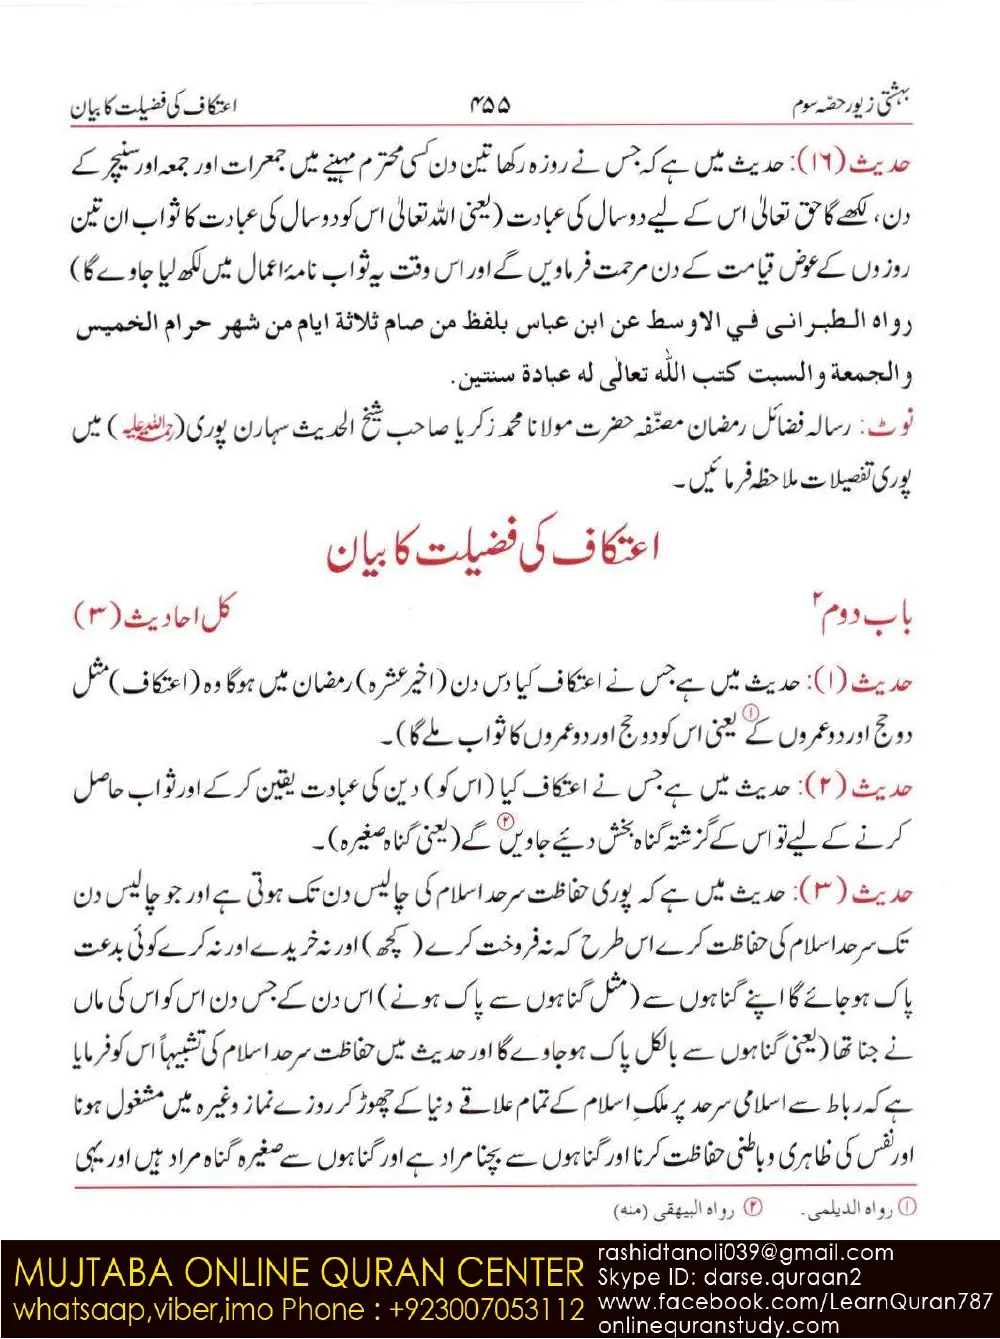 بہشتی زیور حصّہ سوم ۴۵۵ اعتکاف کی فضیلت کا بیان
حدیث (۱۶): حدیث میں ہے کہ جس نے روزہ رکھا تین دن کسی محترم مہینے میں جمعرات اور جمعہ اور سنیچر کے
دن، لکھے گا حق تعالیٰ اس کے لیے دو سال کی عبادت (یعنی اللہ تعالیٰ اس کو دو سال کی عبادت کا ثواب ان تین
روزوں کے عوض قیامت کے دن مرحمت فرماویں گے اور اس وقت یہ ثواب نامۂ اعمال میں لکھ لیا جاوے گا)
رواه الطبرانی فی الاوسط عن ابن عباس بلفظ من صام ثلاثة ايام من شهر حرام الخميس
والجمعة والسبت كتب الله تعالٰى له عبادة سنتين.
نوٹ: رسالہ فضائل رمضان مصنّفہ حضرت مولانا محمد زکریا صاحب شیخ الحدیث سہارن پوری (رحمۃ اللہ علیہ) میں
پوری تفصیلات ملاحظہ فرمائیں۔
اعتکاف کی فضیلت کا بیان
باب دوم ۲ کل احادیث (۳)
حدیث (۱): حدیث میں ہے جس نے اعتکاف کیا دس دن (اخیر عشرہ) رمضان میں ہوگا وہ (اعتکاف) مثل
دو حج اور دو عمروں کے ① یعنی اس کو دو حج اور دو عمروں کا ثواب ملے گا)۔
حدیث (۲): حدیث میں ہے جس نے اعتکاف کیا (اس کو) دین کی عبادت یقین کر کے اور ثواب حاصل
کرنے کے لیے تو اس کے گزشتہ گناہ بخش دیئے جاویں ② گے (یعنی گناہ صغیرہ)۔
حدیث (۳): حدیث میں ہے کہ پوری حفاظت سرحد اسلام کی چالیس دن تک ہوتی ہے اور جو چالیس دن
تک سرحد اسلام کی حفاظت کرے اس طرح کہ نہ فروخت کرے (کچھ) اور نہ خریدے اور نہ کرے کوئی بدعت
پاک ہو جائے گا اپنے گناہوں سے (مثل گناہوں سے پاک ہونے) اس دن کے جس دن اس کو اس کی ماں
نے جنا تھا (یعنی گناہوں سے بالکل پاک ہو جاوے گا اور حدیث میں حفاظت سرحد اسلام کی تشبیہاً اس کو فرمایا
ہے کہ رباط سے اسلامی سرحد پر ملکِ اسلام کے تمام علاقے دنیا کے چھوڑ کر روزے نماز وغیرہ میں مشغول ہونا
اور نفس کی ظاہری و باطنی حفاظت کرنا اور گناہوں سے بچنا مراد ہے اور گناہوں سے صغیرہ گناہ مراد ہیں اور یہی
① رواه الديلمی. ② رواه البيهقی (منه)
MUJTABA ONLINE QURAN CENTER
whatsaap,viber,imo Phone : +923007053112
rashidtanoli039@gmail.com
Skype ID: darse.quraan2
www.facebook.com/LearnQuran787
onlinequranstudy.com